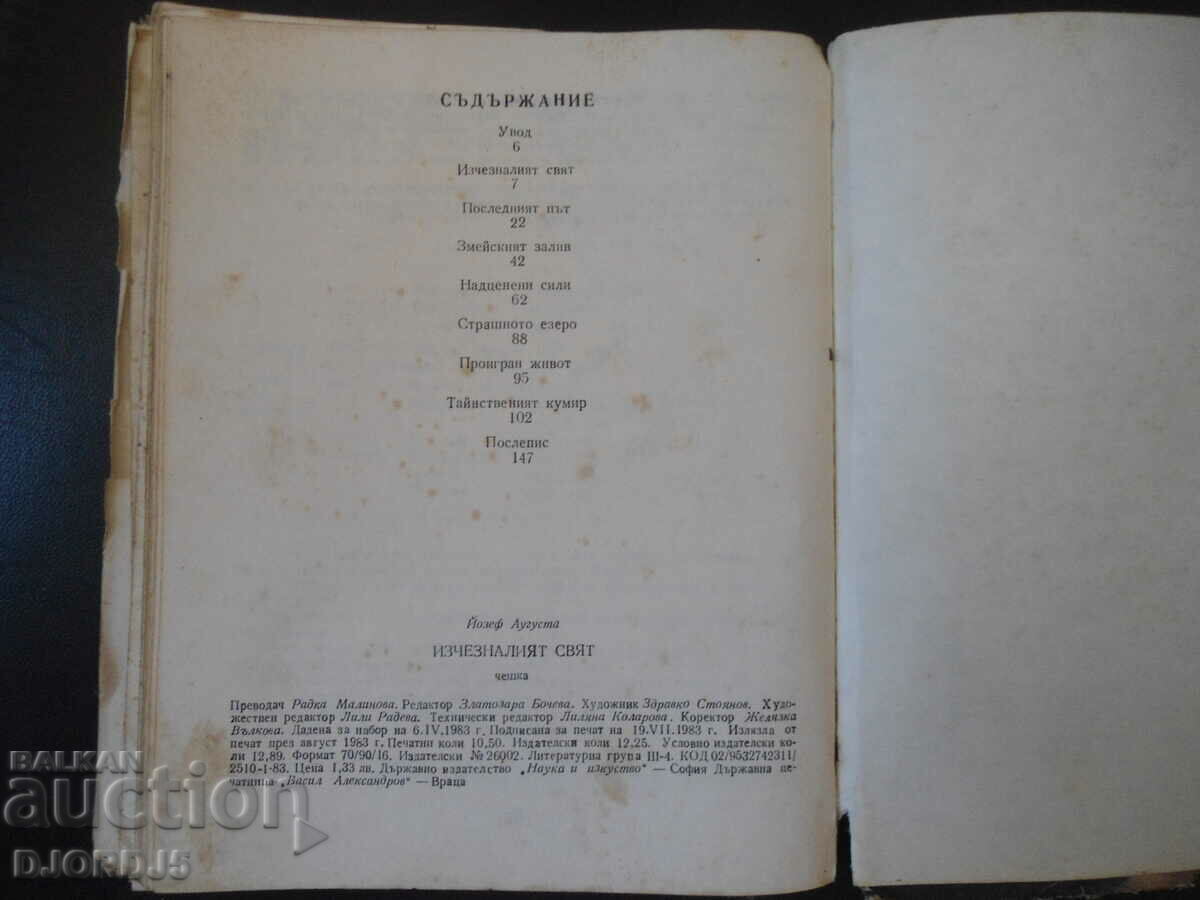 СЪДЪРЖАНИЕ
Увод
6
Изчезналият свят
7
Последният път
22
Змейският залив
42
Надценени сили
62
Страшното езеро
88
Проигран живот
95
Тайнственият кумир
102
Послепис
147
Йозеф Аугуста
ИЗЧЕЗНАЛИЯТ СВЯТ
чешка
Преводач Радка Малинова. Редактор Златозара Бочева. Художник Здравко Стоянов. Худо-
жествен редактор Лили Радева. Технически редактор Лиляна Коларова. Коректор Желязка
Вълкова. Дадена за набор на 6.IV.1983 г. Подписана за печат на 19.VII.1983 г. Излязла от
печат през август 1983 г. Печатни коли 10,50. Издателски коли 12,25. Условно издателски ко-
ли 12,89. Формат 70/90/16. Издателски № 26002. Литературна група III-4. КОД 02/9532742311/
2510-1-83. Цена 1,33 лв. Държавно издателство „Наука и изкуство“ — София Държавна пе-
чатница „Васил Александров“ — Враца
BALKAN
auction
DJORDJ5